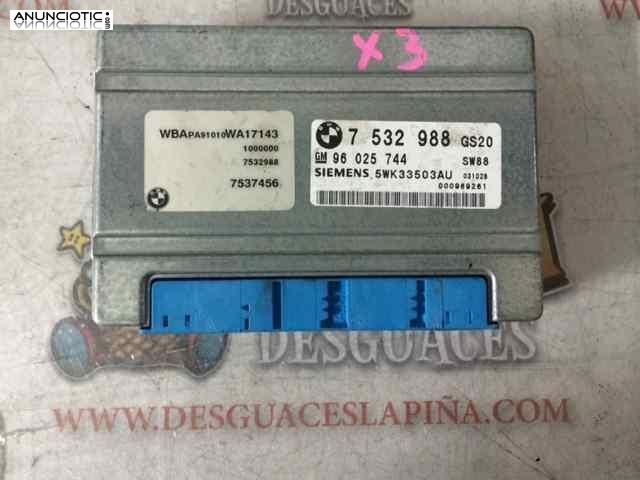 DESGUACES
ANUNCIOTIC.COM
X3
WBAPA91010WA17143
1000000
7532988
7537456
7 532 988 GS20
GM 96 025 744 SW88
SIEMENS 5WK33503AU 031028
000969261
DESGUACES
WWW.DESGUACESLAPIÑA.COM